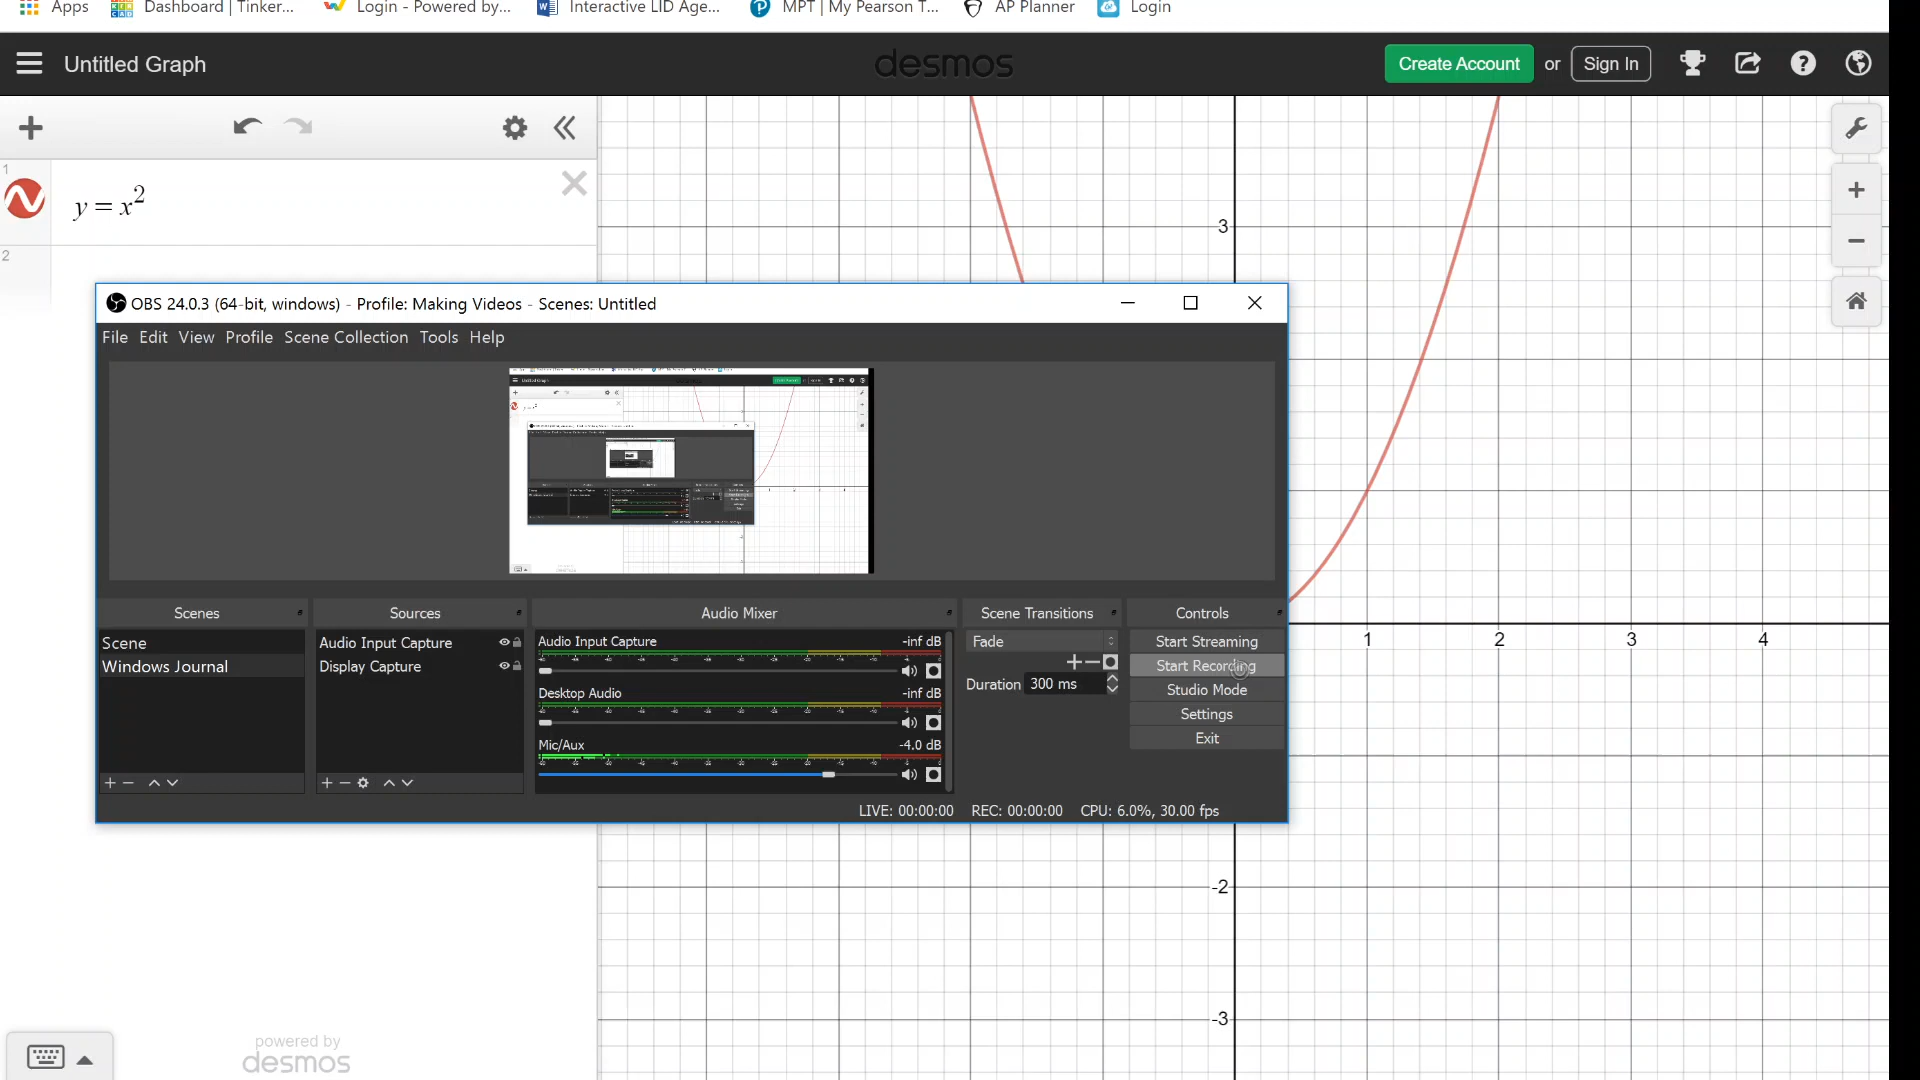 Apps Dashboard | Tinker... Login - Powered by... Interactive LID Age... MPT | My Pearson T... AP Planner Login
Untitled Graph desmos Create Account or Sign In
1
y = x²
2
3
OBS 24.0.3 (64-bit, windows) - Profile: Making Videos - Scenes: Untitled
File Edit View Profile Scene Collection Tools Help
Scenes Sources Audio Mixer Scene Transitions Controls
Scene
Windows Journal
Audio Input Capture
Display Capture
Audio Input Capture -inf dB
Desktop Audio -inf dB
Mic/Aux -4.0 dB
Fade
Duration 300 ms
Start Streaming
Start Recording
Studio Mode
Settings
Exit
LIVE: 00:00:00 REC: 00:00:00 CPU: 6.0%, 30.00 fps
1 2 3 4
-2
-3
powered by
desmos